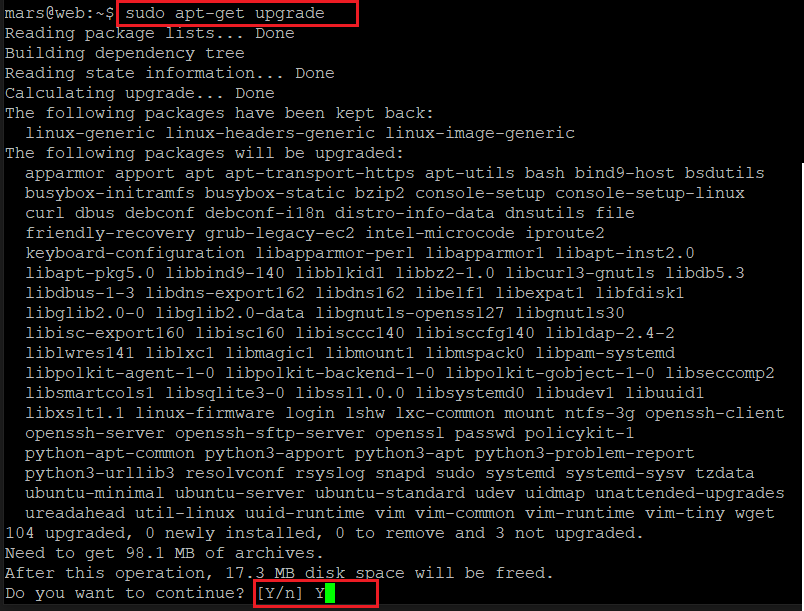 mars@web:~$ sudo apt-get upgrade
Reading package lists... Done
Building dependency tree
Reading state information... Done
Calculating upgrade... Done
The following packages have been kept back:
  linux-generic linux-headers-generic linux-image-generic
The following packages will be upgraded:
  apparmor apport apt apt-transport-https apt-utils bash bind9-host bsdutils
  busybox-initramfs busybox-static bzip2 console-setup console-setup-linux
  curl dbus debconf debconf-i18n distro-info-data dnsutils file
  friendly-recovery grub-legacy-ec2 intel-microcode iproute2
  keyboard-configuration libapparmor-perl libapparmor1 libapt-inst2.0
  libapt-pkg5.0 libbind9-140 libblkid1 libbz2-1.0 libcurl3-gnutls libdb5.3
  libdbus-1-3 libdns-export162 libdns162 libelf1 libexpat1 libfdisk1
  libglib2.0-0 libglib2.0-data libgnutls-openssl27 libgnutls30
  libisc-export160 libisc160 libisccc140 libisccfg140 libldap-2.4-2
  liblwres141 liblxc1 libmagic1 libmount1 libmspack0 libpam-systemd
  libpolkit-agent-1-0 libpolkit-backend-1-0 libpolkit-gobject-1-0 libseccomp2
  libsmartcols1 libsqlite3-0 libssl1.0.0 libsystemd0 libudev1 libuuid1
  libxslt1.1 linux-firmware login lshw lxc-common mount ntfs-3g openssh-client
  openssh-server openssh-sftp-server openssl passwd policykit-1
  python-apt-common python3-apport python3-apt python3-problem-report
  python3-urllib3 resolvconf rsyslog snapd sudo systemd systemd-sysv tzdata
  ubuntu-minimal ubuntu-server ubuntu-standard udev uidmap unattended-upgrades
  ureadahead util-linux uuid-runtime vim vim-common vim-runtime vim-tiny wget
104 upgraded, 0 newly installed, 0 to remove and 3 not upgraded.
Need to get 98.1 MB of archives.
After this operation, 17.3 MB disk space will be freed.
Do you want to continue? [Y/n] Y